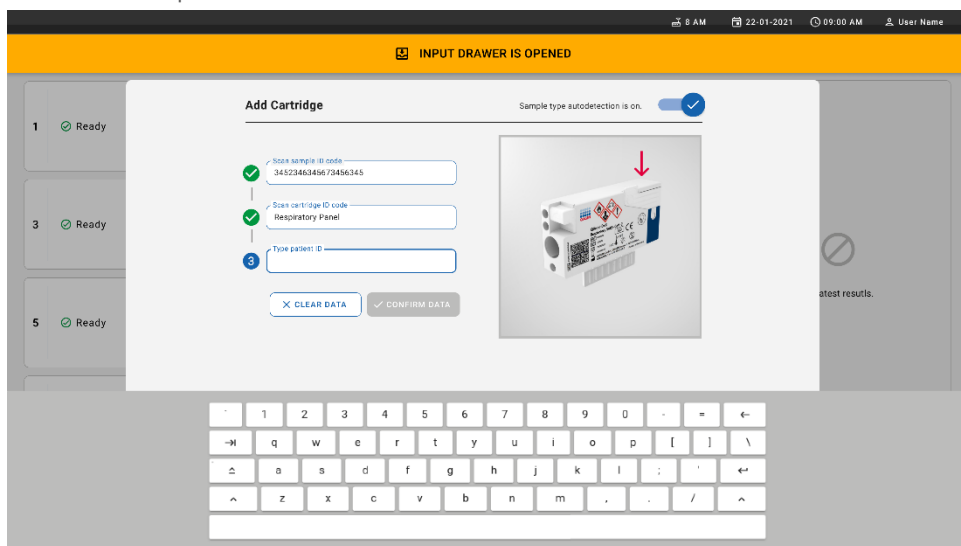 8 AM 22-01-2021 09:00 AM User Name
INPUT DRAWER IS OPENED
Add Cartridge
Sample type autodetection is on.
1 Ready
Scan sample ID code
3452346345673456345
Scan cartridge ID code
Respiratory Panel
3 Ready
Type patient ID
3
atest resutls.
CLEAR DATA CONFIRM DATA
5 Ready
` 1 2 3 4 5 6 7 8 9 0 - =
q w e r t y u i o p [ ] \
a s d f g h j k l ; '
z x c v b n m , . /